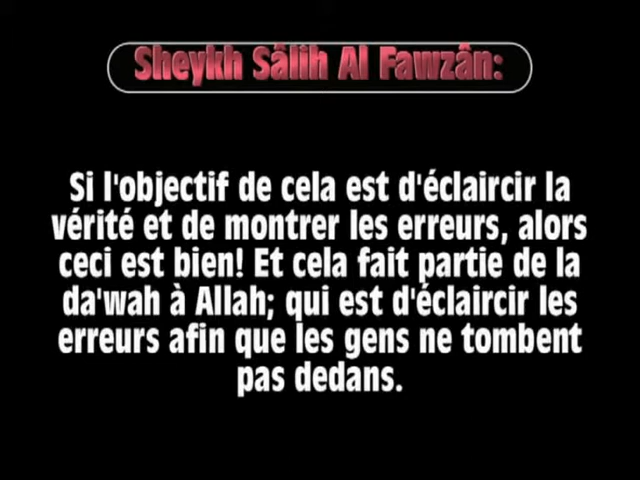 Sheykh Sâlih Al Fawzân:
Si l'objectif de cela est d'éclaircir la
vérité et de montrer les erreurs, alors
ceci est bien! Et cela fait partie de la
da'wah à Allah; qui est d'éclaircir les
erreurs afin que les gens ne tombent
pas dedans.